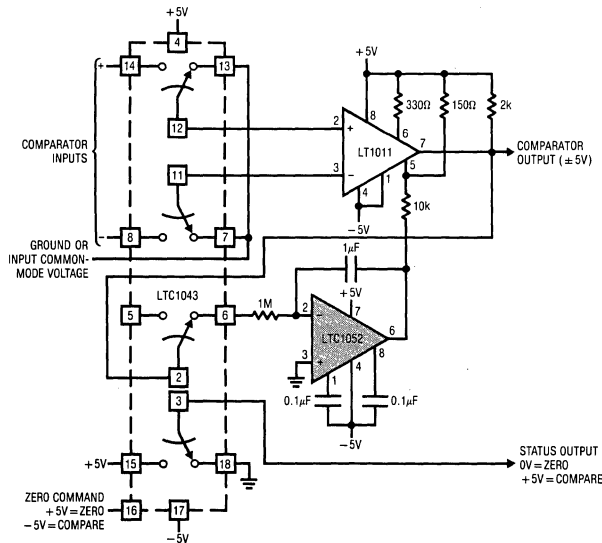 +5V
4
14
13
+
12
COMPARATOR
INPUTS
11
–
8
7
GROUND OR
INPUT COMMON-
MODE VOLTAGE
LTC1043
5
6
2
3
+5V
15
18
ZERO COMMAND
+5V = ZERO
–5V = COMPARE
16
17
–5V
+5V
330Ω
150Ω
2k
8
6
2
+
7
LT1011
COMPARATOR
OUTPUT (±5V)
5
3
–
1
4
–5V
10k
1µF
1M
+5V
2
–
7
LTC1052
6
3
+
8
1
4
0.1µF
0.1µF
–5V
STATUS OUTPUT
0V = ZERO
+5V = COMPARE